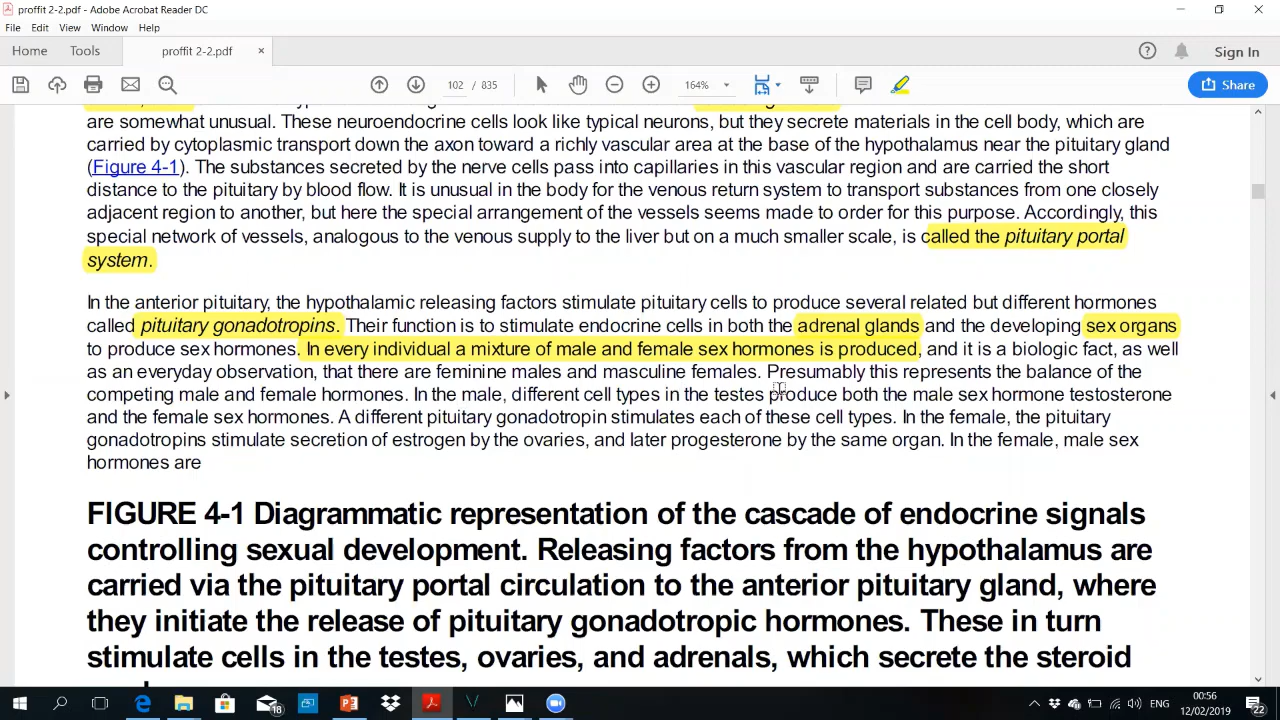 proffit 2-2.pdf - Adobe Acrobat Reader DC
File Edit View Window Help
Home Tools proffit 2-2.pdf × Sign In
102 / 835 164% Share
are somewhat unusual. These neuroendocrine cells look like typical neurons, but they secrete materials in the cell body, which are
carried by cytoplasmic transport down the axon toward a richly vascular area at the base of the hypothalamus near the pituitary gland
(Figure 4-1). The substances secreted by the nerve cells pass into capillaries in this vascular region and are carried the short
distance to the pituitary by blood flow. It is unusual in the body for the venous return system to transport substances from one closely
adjacent region to another, but here the special arrangement of the vessels seems made to order for this purpose. Accordingly, this
special network of vessels, analogous to the venous supply to the liver but on a much smaller scale, is called the pituitary portal
system.
In the anterior pituitary, the hypothalamic releasing factors stimulate pituitary cells to produce several related but different hormones
called pituitary gonadotropins. Their function is to stimulate endocrine cells in both the adrenal glands and the developing sex organs
to produce sex hormones. In every individual a mixture of male and female sex hormones is produced, and it is a biologic fact, as well
as an everyday observation, that there are feminine males and masculine females. Presumably this represents the balance of the
competing male and female hormones. In the male, different cell types in the testes produce both the male sex hormone testosterone
and the female sex hormones. A different pituitary gonadotropin stimulates each of these cell types. In the female, the pituitary
gonadotropins stimulate secretion of estrogen by the ovaries, and later progesterone by the same organ. In the female, male sex
hormones are
FIGURE 4-1 Diagrammatic representation of the cascade of endocrine signals
controlling sexual development. Releasing factors from the hypothalamus are
carried via the pituitary portal circulation to the anterior pituitary gland, where
they initiate the release of pituitary gonadotropic hormones. These in turn
stimulate cells in the testes, ovaries, and adrenals, which secrete the steroid
18 ENG 00:56
12/02/2019 22